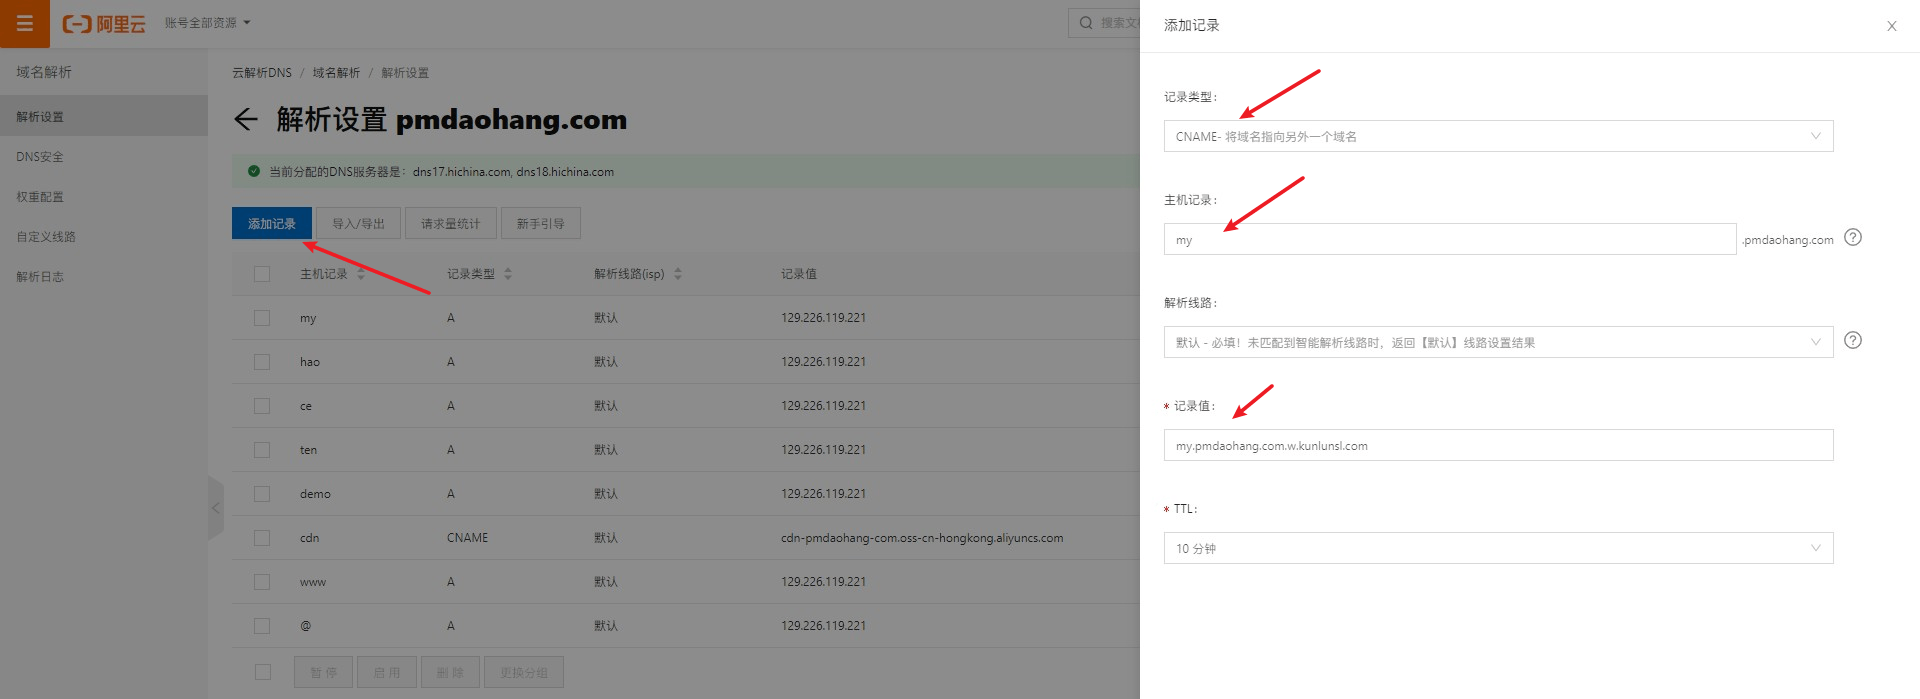 阿里云
账号全部资源
搜索文
域名解析
解析设置
DNS安全
权重配置
自定义线路
解析日志
云解析DNS / 域名解析 / 解析设置
解析设置 pmdaohang.com
当前分配的DNS服务器是：dns17.hichina.com, dns18.hichina.com
添加记录 导入/导出 请求量统计 新手引导
主机记录 记录类型 解析线路(isp) 记录值
my A 默认 129.226.119.221
hao A 默认 129.226.119.221
ce A 默认 129.226.119.221
ten A 默认 129.226.119.221
demo A 默认 129.226.119.221
cdn CNAME 默认 cdn-pmdaohang-com.oss-cn-hongkong.aliyuncs.com
www A 默认 129.226.119.221
@ A 默认 129.226.119.221
暂停 启用 删除 更换分组
添加记录
记录类型：
CNAME- 将域名指向另外一个域名
主机记录：
my .pmdaohang.com
解析线路：
默认 - 必填！未匹配到智能解析线路时，返回【默认】线路设置结果
* 记录值：
my.pmdaohang.com.w.kunlunsl.com
* TTL：
10 分钟